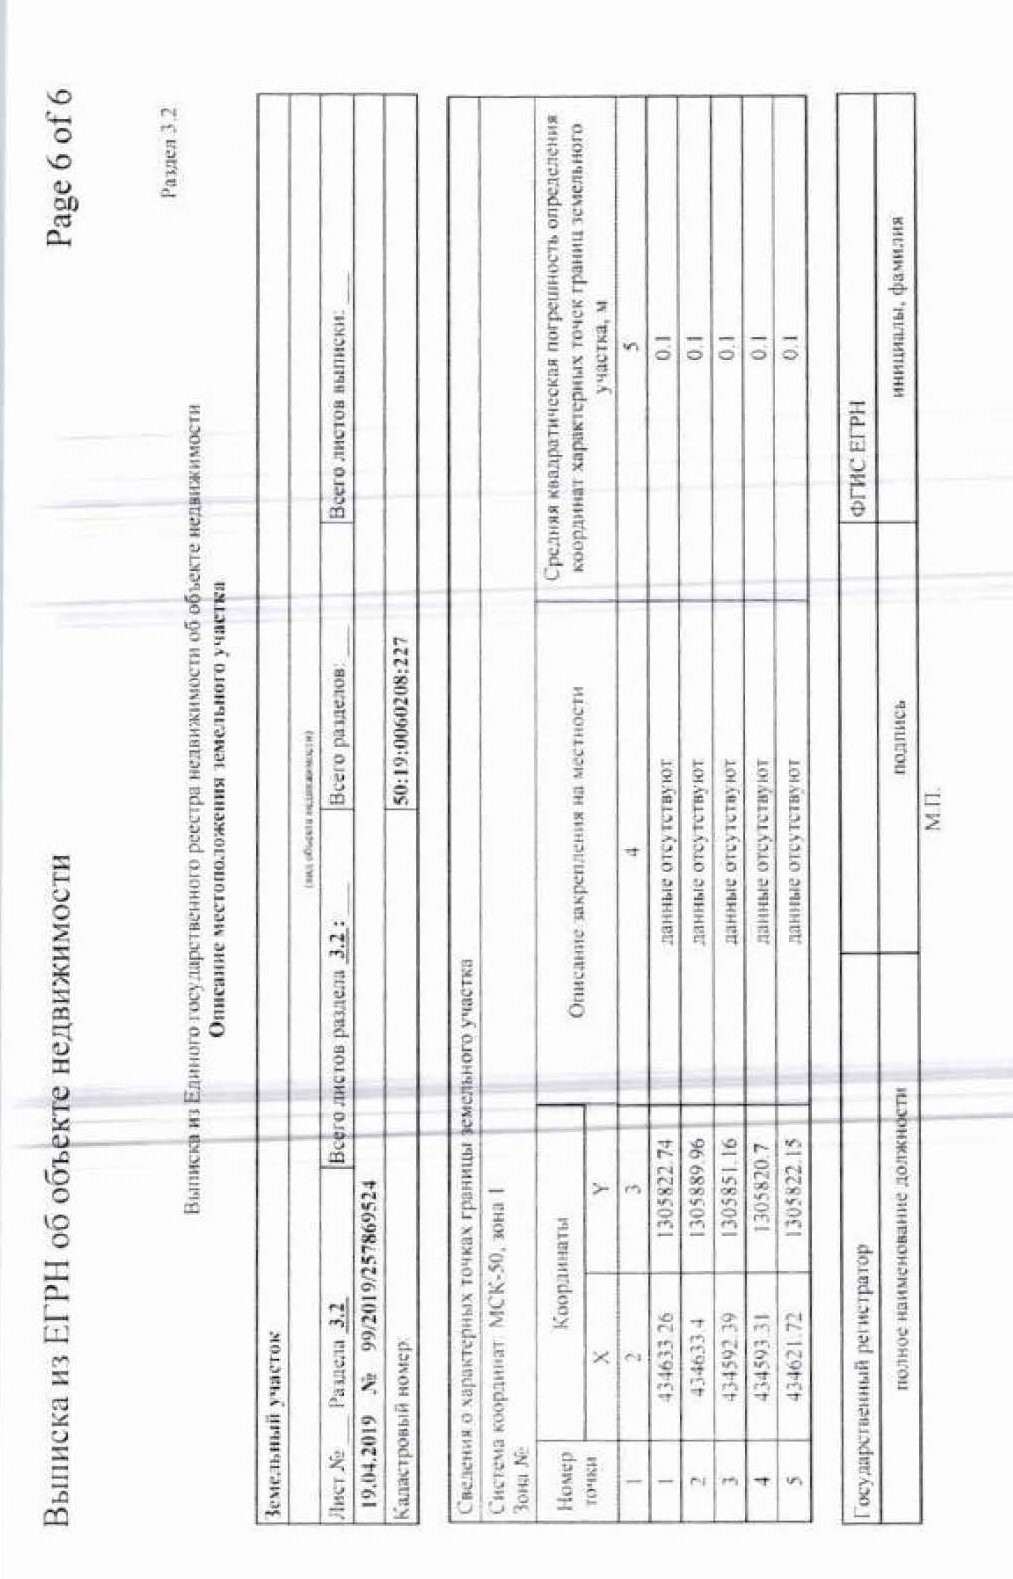 Выписка из ЕГРН об объекте недвижимости Page 6 of 6
Раздел 3.2
Выписка из Единого государственного реестра недвижимости об объекте недвижимости
Описание местоположения земельного участка
Земельный участок
(вид объекта недвижимости)
Лист № ___ Раздела 3.2 Всего листов раздела 3.2 : ___ Всего разделов: ___ Всего листов выписки: ___
19.04.2019 № 99/2019/257869524
Кадастровый номер: 50:19:0060208:227
Сведения о характерных точках границы земельного участка
Система координат МСК-50, зона 1
Зона №
Номер точки Координаты Описание закрепления на местности Средняя квадратическая погрешность определения координат характерных точек границ земельного участка, м
X Y
1 2 3 4 5
1 434633.26 1305822.74 данные отсутствуют 0.1
2 434633.4 1305889.96 данные отсутствуют 0.1
3 434592.39 1305851.16 данные отсутствуют 0.1
4 434593.31 1305820.7 данные отсутствуют 0.1
5 434621.72 1305822.15 данные отсутствуют 0.1
Государственный регистратор ФГИС ЕГРН
полное наименование должности подпись инициалы, фамилия
М.П.